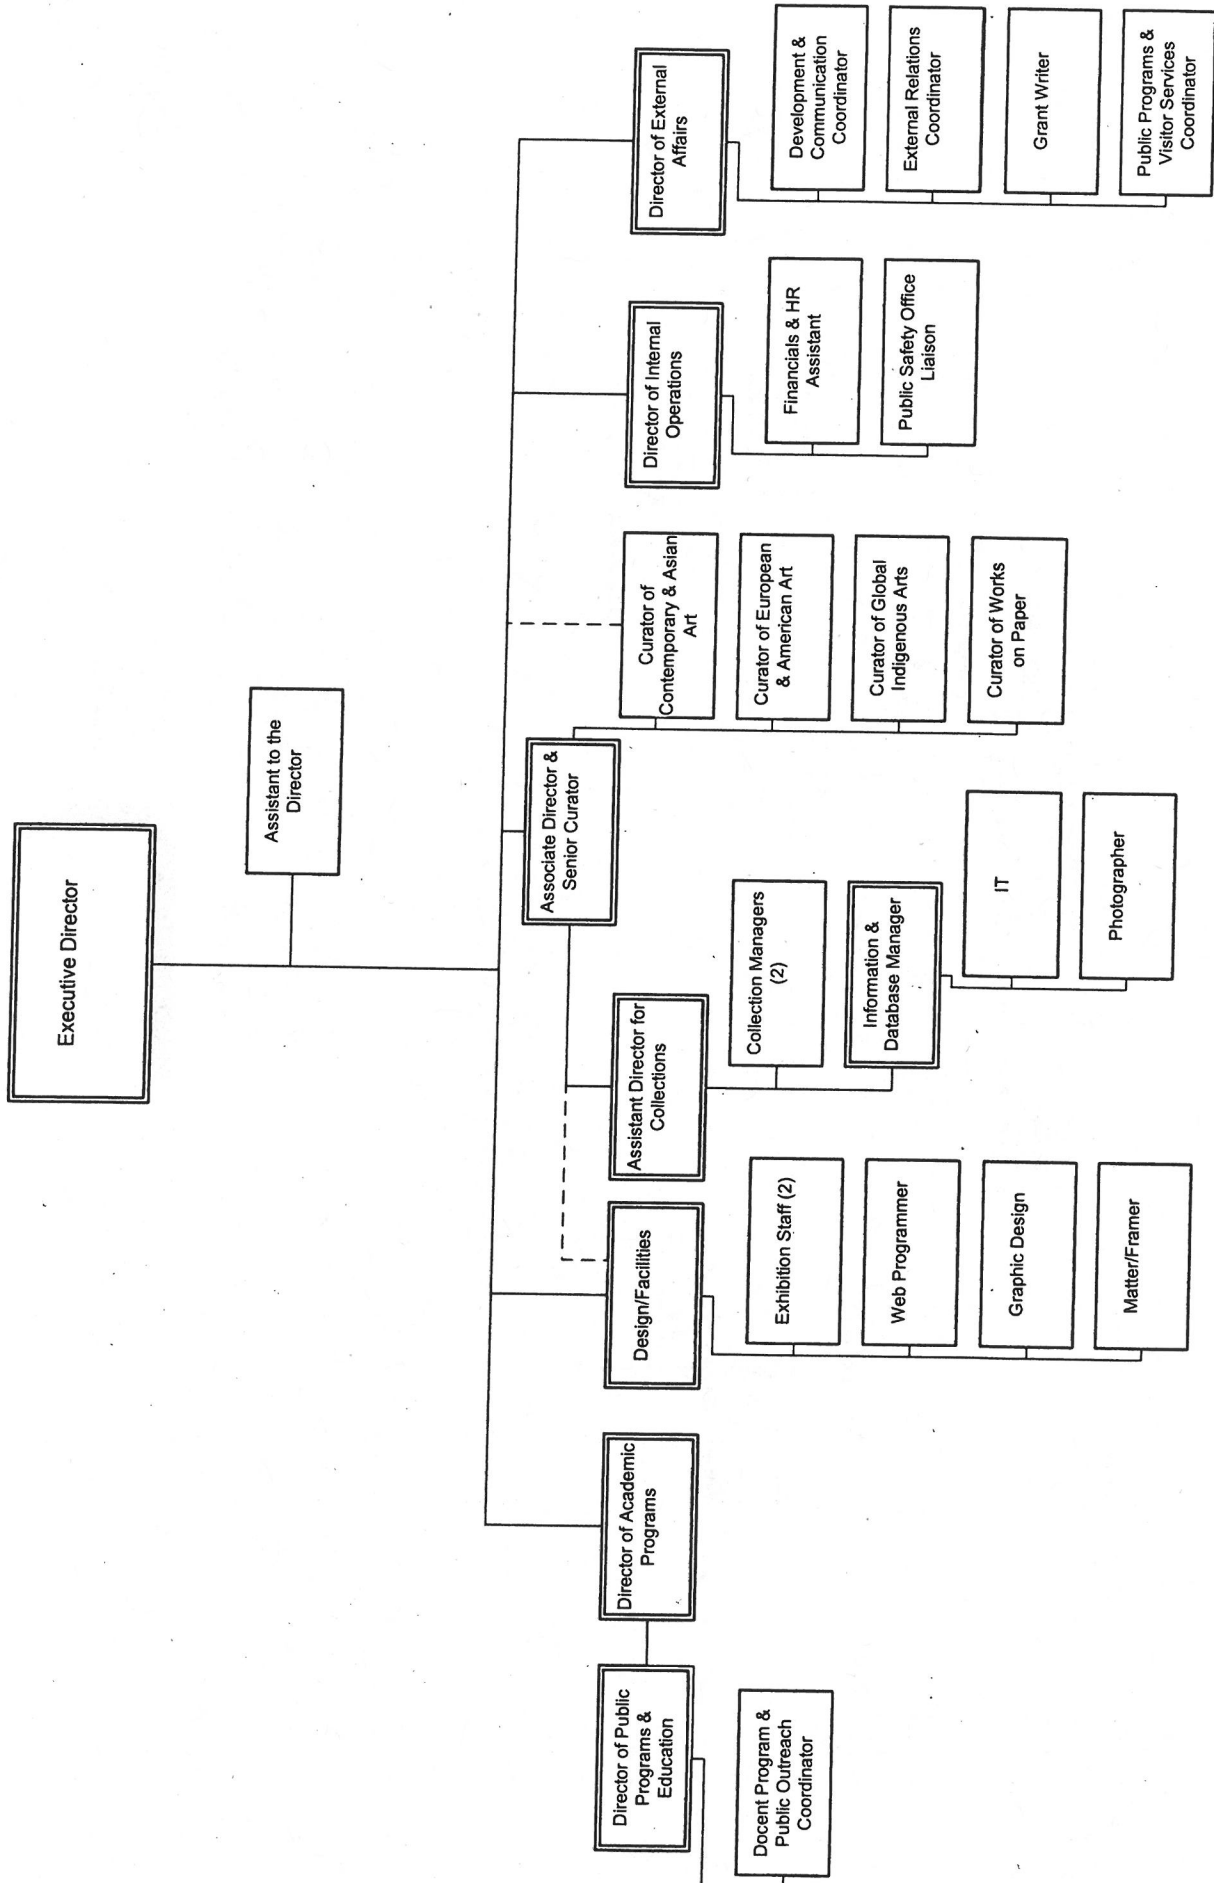 Executive Director
Assistant to the
Director
Associate Director &
Senior Curator
Director of Public
Programs &
Education
Docent Program &
Public Outreach
Coordinator
Director of Academic
Programs
Design/Facilities
Exhibition Staff (2)
Web Programmer
Graphic Design
Matter/Framer
Assistant Director for
Collections
Collection Managers
(2)
Information &
Database Manager
IT
Photographer
Curator of
Contemporary & Asian
Art
Curator of European
& American Art
Curator of Global
Indigenous Arts
Curator of Works
on Paper
Director of Internal
Operations
Financials & HR
Assistant
Public Safety Office
Liaison
Director of External
Affairs
Development &
Communication
Coordinator
External Relations
Coordinator
Grant Writer
Public Programs &
Visitor Services
Coordinator